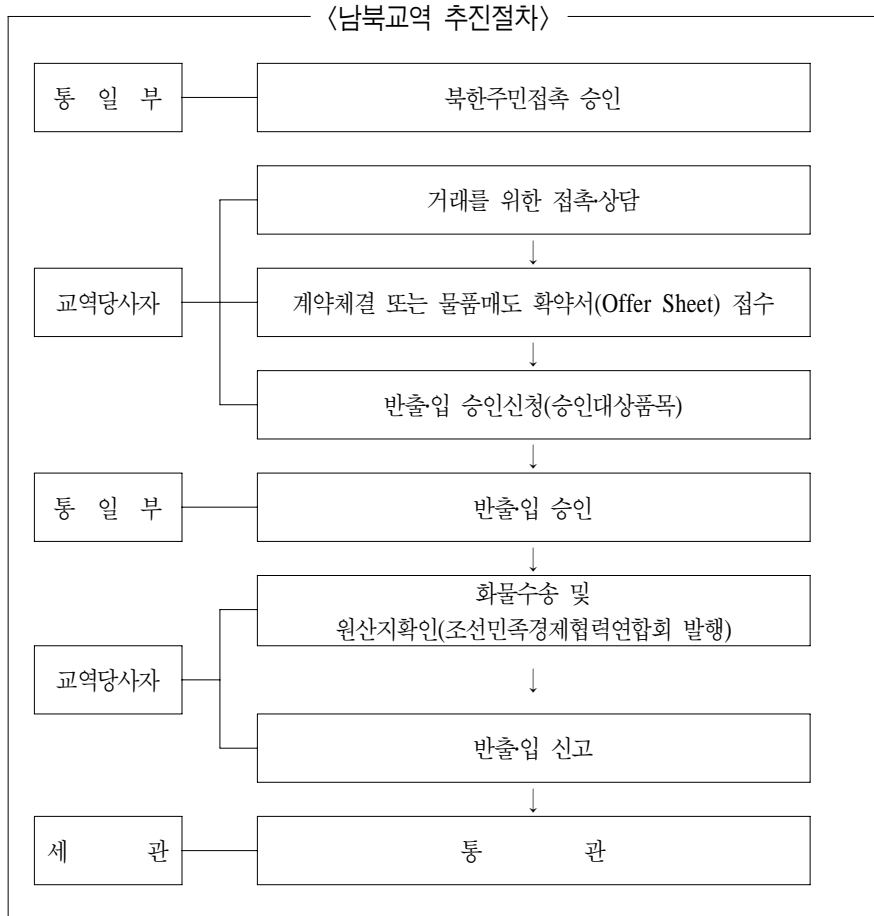 〈남북교역 추진절차〉
통 일 부
북한주민접촉 승인
거래를 위한 접촉·상담
↓
교역당사자
계약체결 또는 물품매도 확약서(Offer Sheet) 접수
↓
반출·입 승인신청(승인대상품목)
↓
통 일 부
반출·입 승인
↓
화물수송 및
원산지확인(조선민족경제협력연합회 발행)
교역당사자
↓
반출·입 신고
↓
세 관
통 관